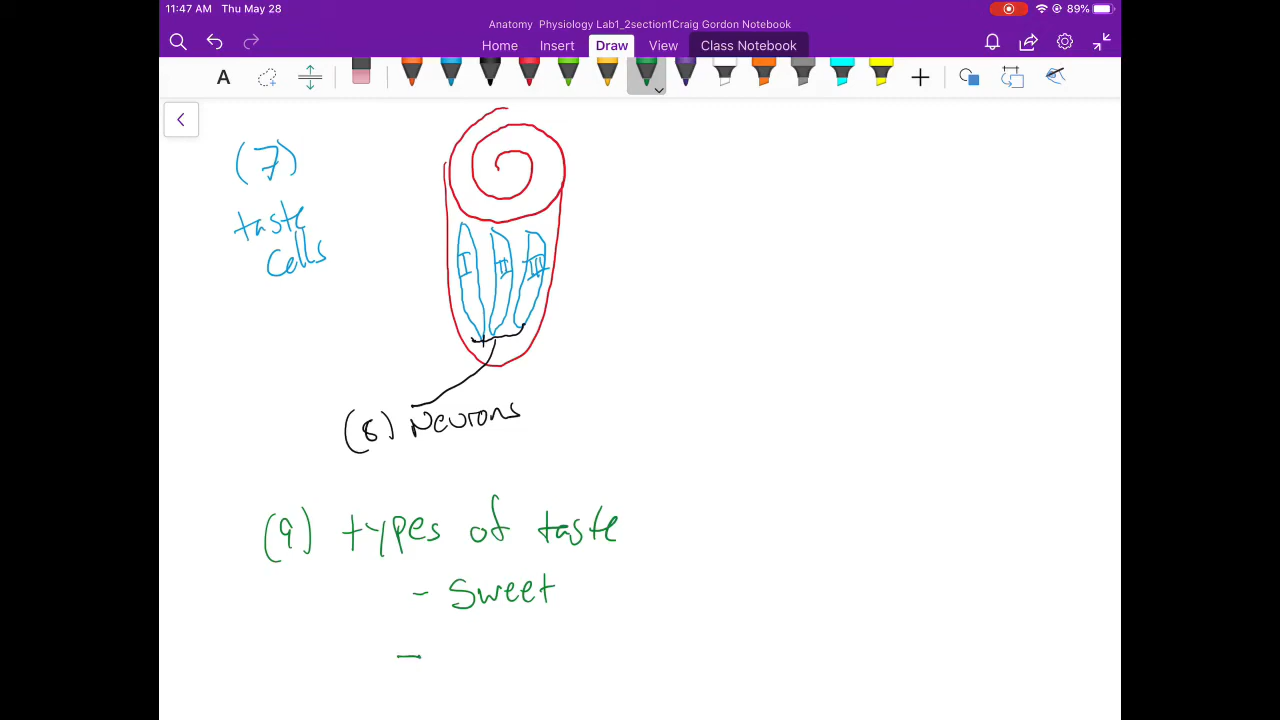 11:47 AM Thu May 28
89%
Anatomy Physiology Lab1_2section1Craig Gordon Notebook
Home Insert Draw View Class Notebook
A
(7)
taste
cells
I II III
(8) Neurons
(9) types of taste
- Sweet
-